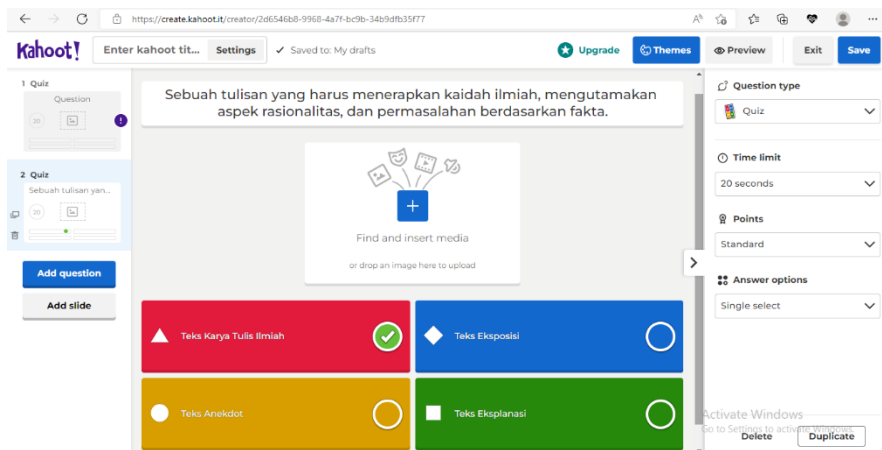 https://create.kahoot.it/creator/2d6546b8-9968-4a7f-bc9b-34b9dfb35f77
Kahoot!
Enter kahoot tit...
Settings
Saved to: My drafts
Upgrade
Themes
Preview
Exit
Save
1 Quiz
Question
20
2 Quiz
Sebuah tulisan yan...
20
Add question
Add slide
Sebuah tulisan yang harus menerapkan kaidah ilmiah, mengutamakan
aspek rasionalitas, dan permasalahan berdasarkan fakta.
Find and insert media
or drop an image here to upload
Teks Karya Tulis Ilmiah
Teks Eksposisi
Teks Anekdot
Teks Eksplanasi
Question type
Quiz
Time limit
20 seconds
Points
Standard
Answer options
Single select
Activate Windows
Go to Settings to activate Windows.
Delete
Duplicate